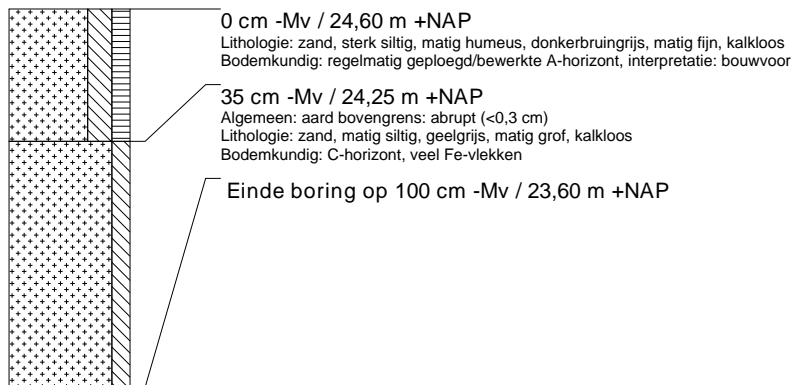 0 cm -Mv / 24,60 m +NAP
Lithologie: zand, sterk siltig, matig humeus, donkerbruingrijs, matig fijn, kalkloos
Bodemkundig: regelmatig geploegd/bewerkte A-horizont, interpretatie: bouwvoor
35 cm -Mv / 24,25 m +NAP
Algemeen: aard bovengrens: abrupt (<0,3 cm)
Lithologie: zand, matig siltig, geelgrijs, matig grof, kalkloos
Bodemkundig: C-horizont, veel Fe-vlekken
Einde boring op 100 cm -Mv / 23,60 m +NAP